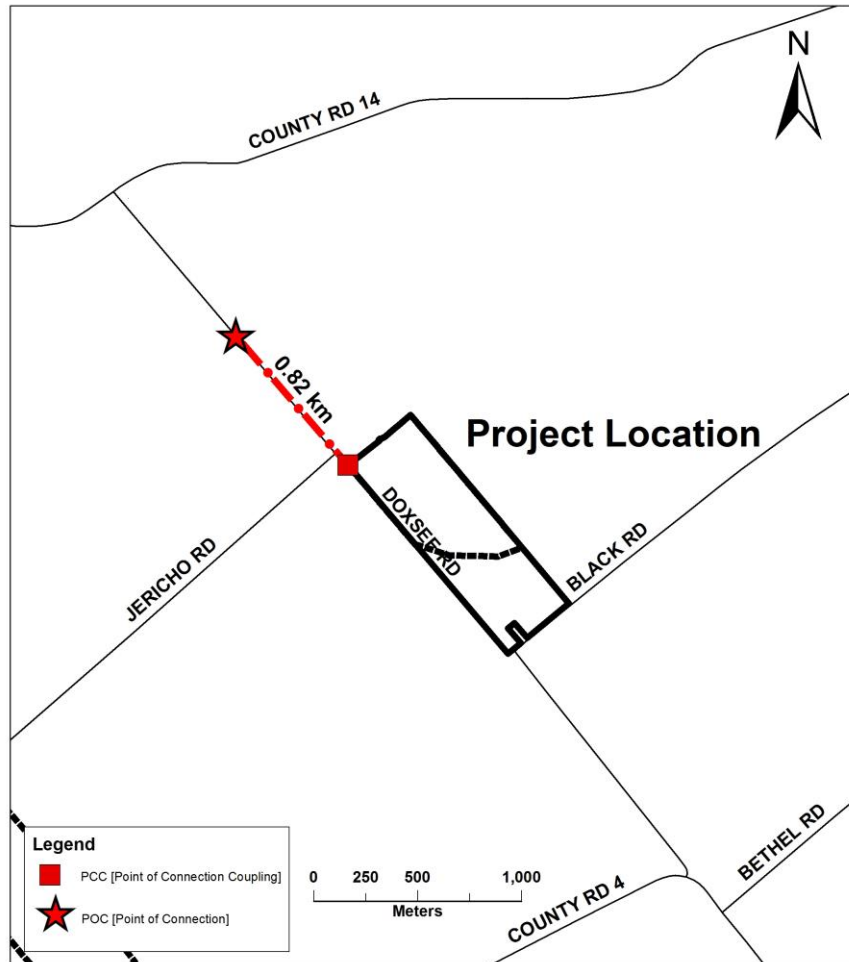 N
COUNTY RD 14
0.82 km
Project Location
DOXSEE RD
BLACK RD
JERICHO RD
BETHEL RD
COUNTY RD 4
Legend
PCC [Point of Connection Coupling]
POC [Point of Connection]
0 250 500 1,000
Meters